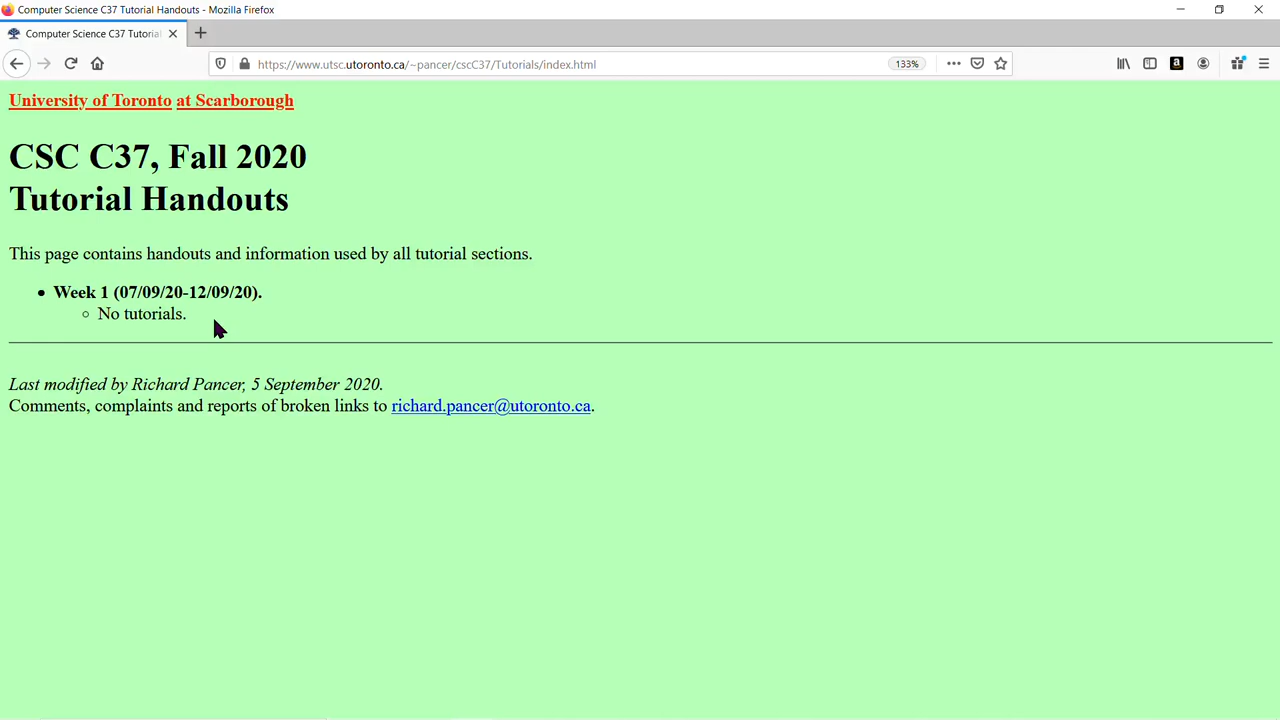 Computer Science C37 Tutorial Handouts - Mozilla Firefox
Computer Science C37 Tutorial
https://www.utsc.utoronto.ca/~pancer/cscC37/Tutorials/index.html
133%
University of Toronto at Scarborough
CSC C37, Fall 2020
Tutorial Handouts
This page contains handouts and information used by all tutorial sections.
• Week 1 (07/09/20-12/09/20).
◦ No tutorials.
Last modified by Richard Pancer, 5 September 2020.
Comments, complaints and reports of broken links to richard.pancer@utoronto.ca.